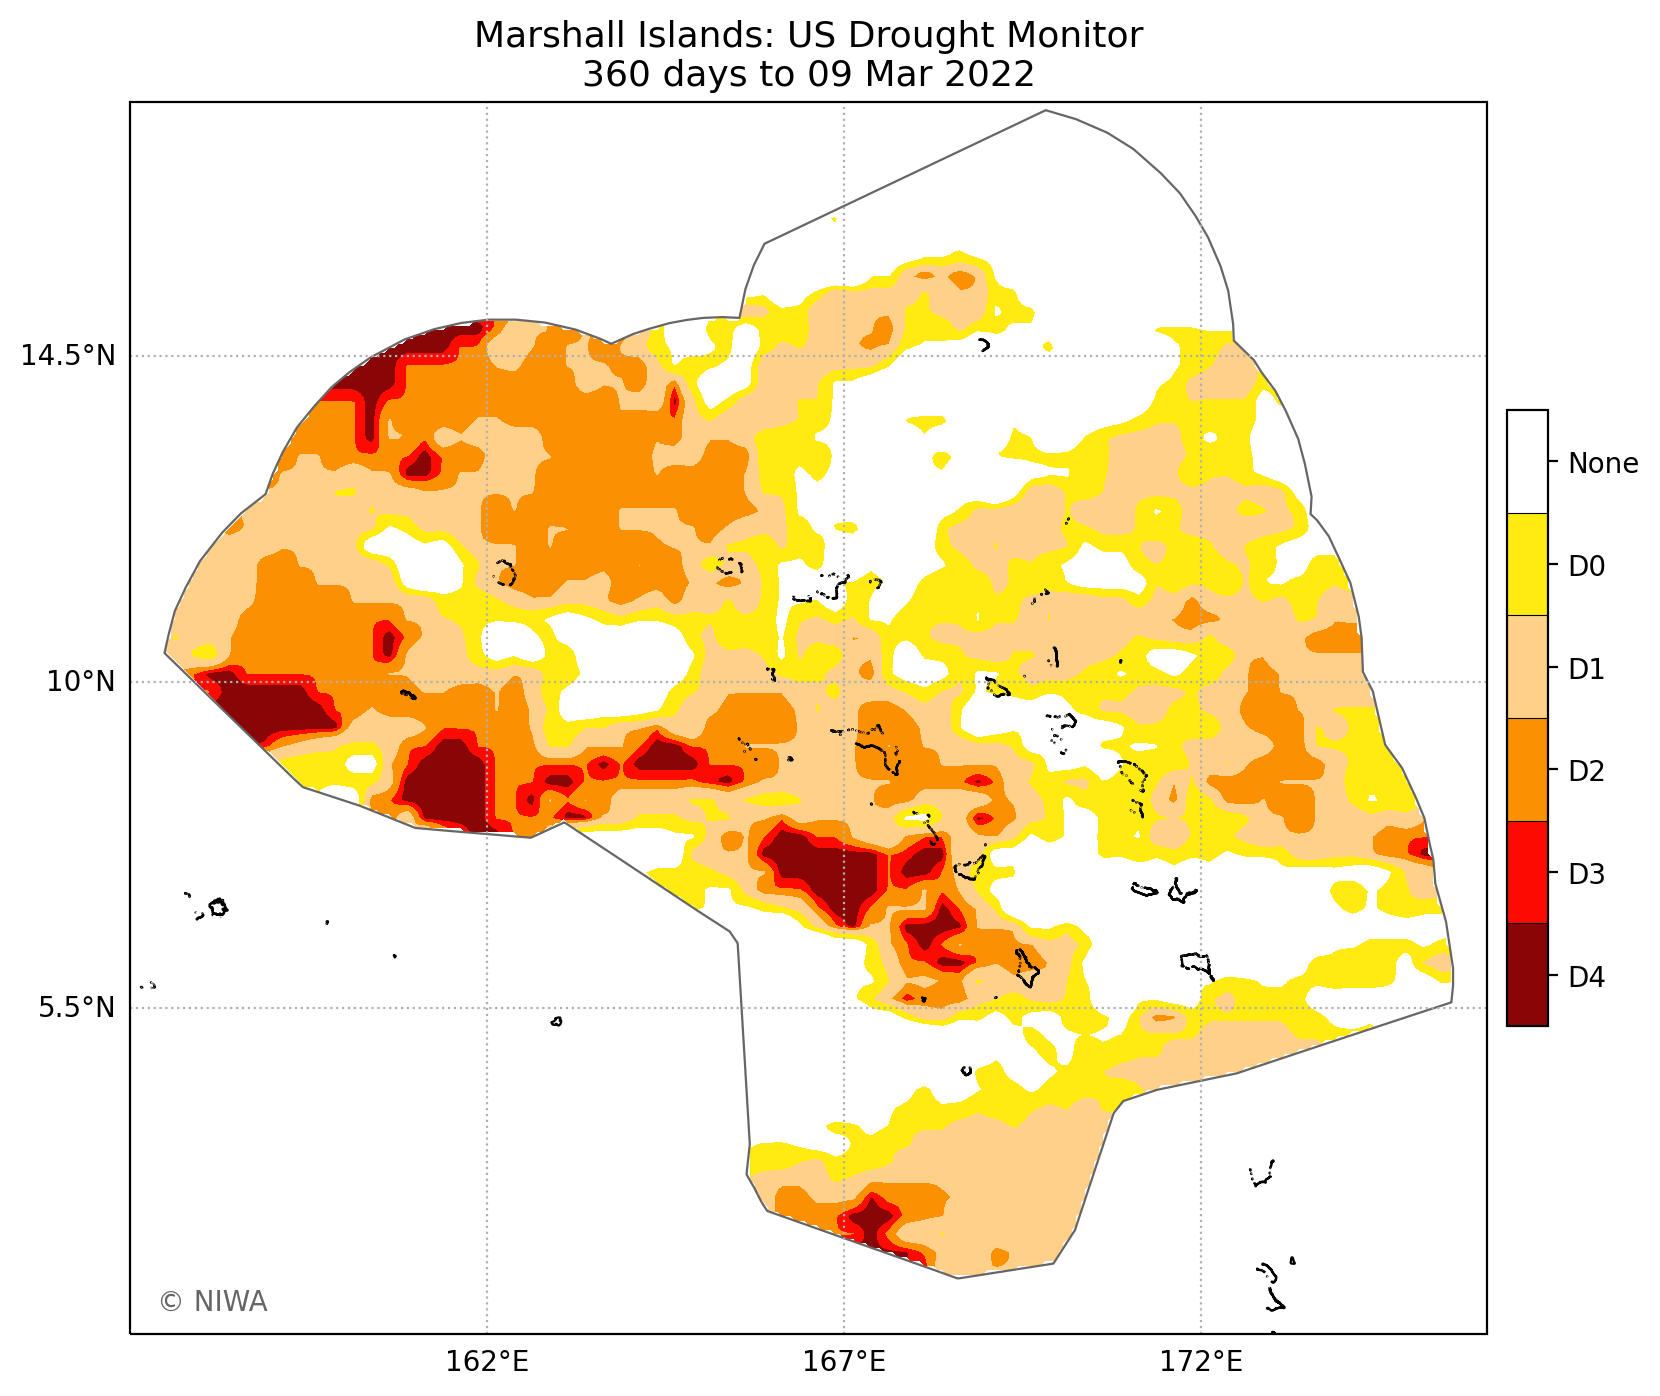 Marshall Islands: US Drought Monitor
360 days to 09 Mar 2022
14.5°N
10°N
5.5°N
162°E
167°E
172°E
None
D0
D1
D2
D3
D4
© NIWA